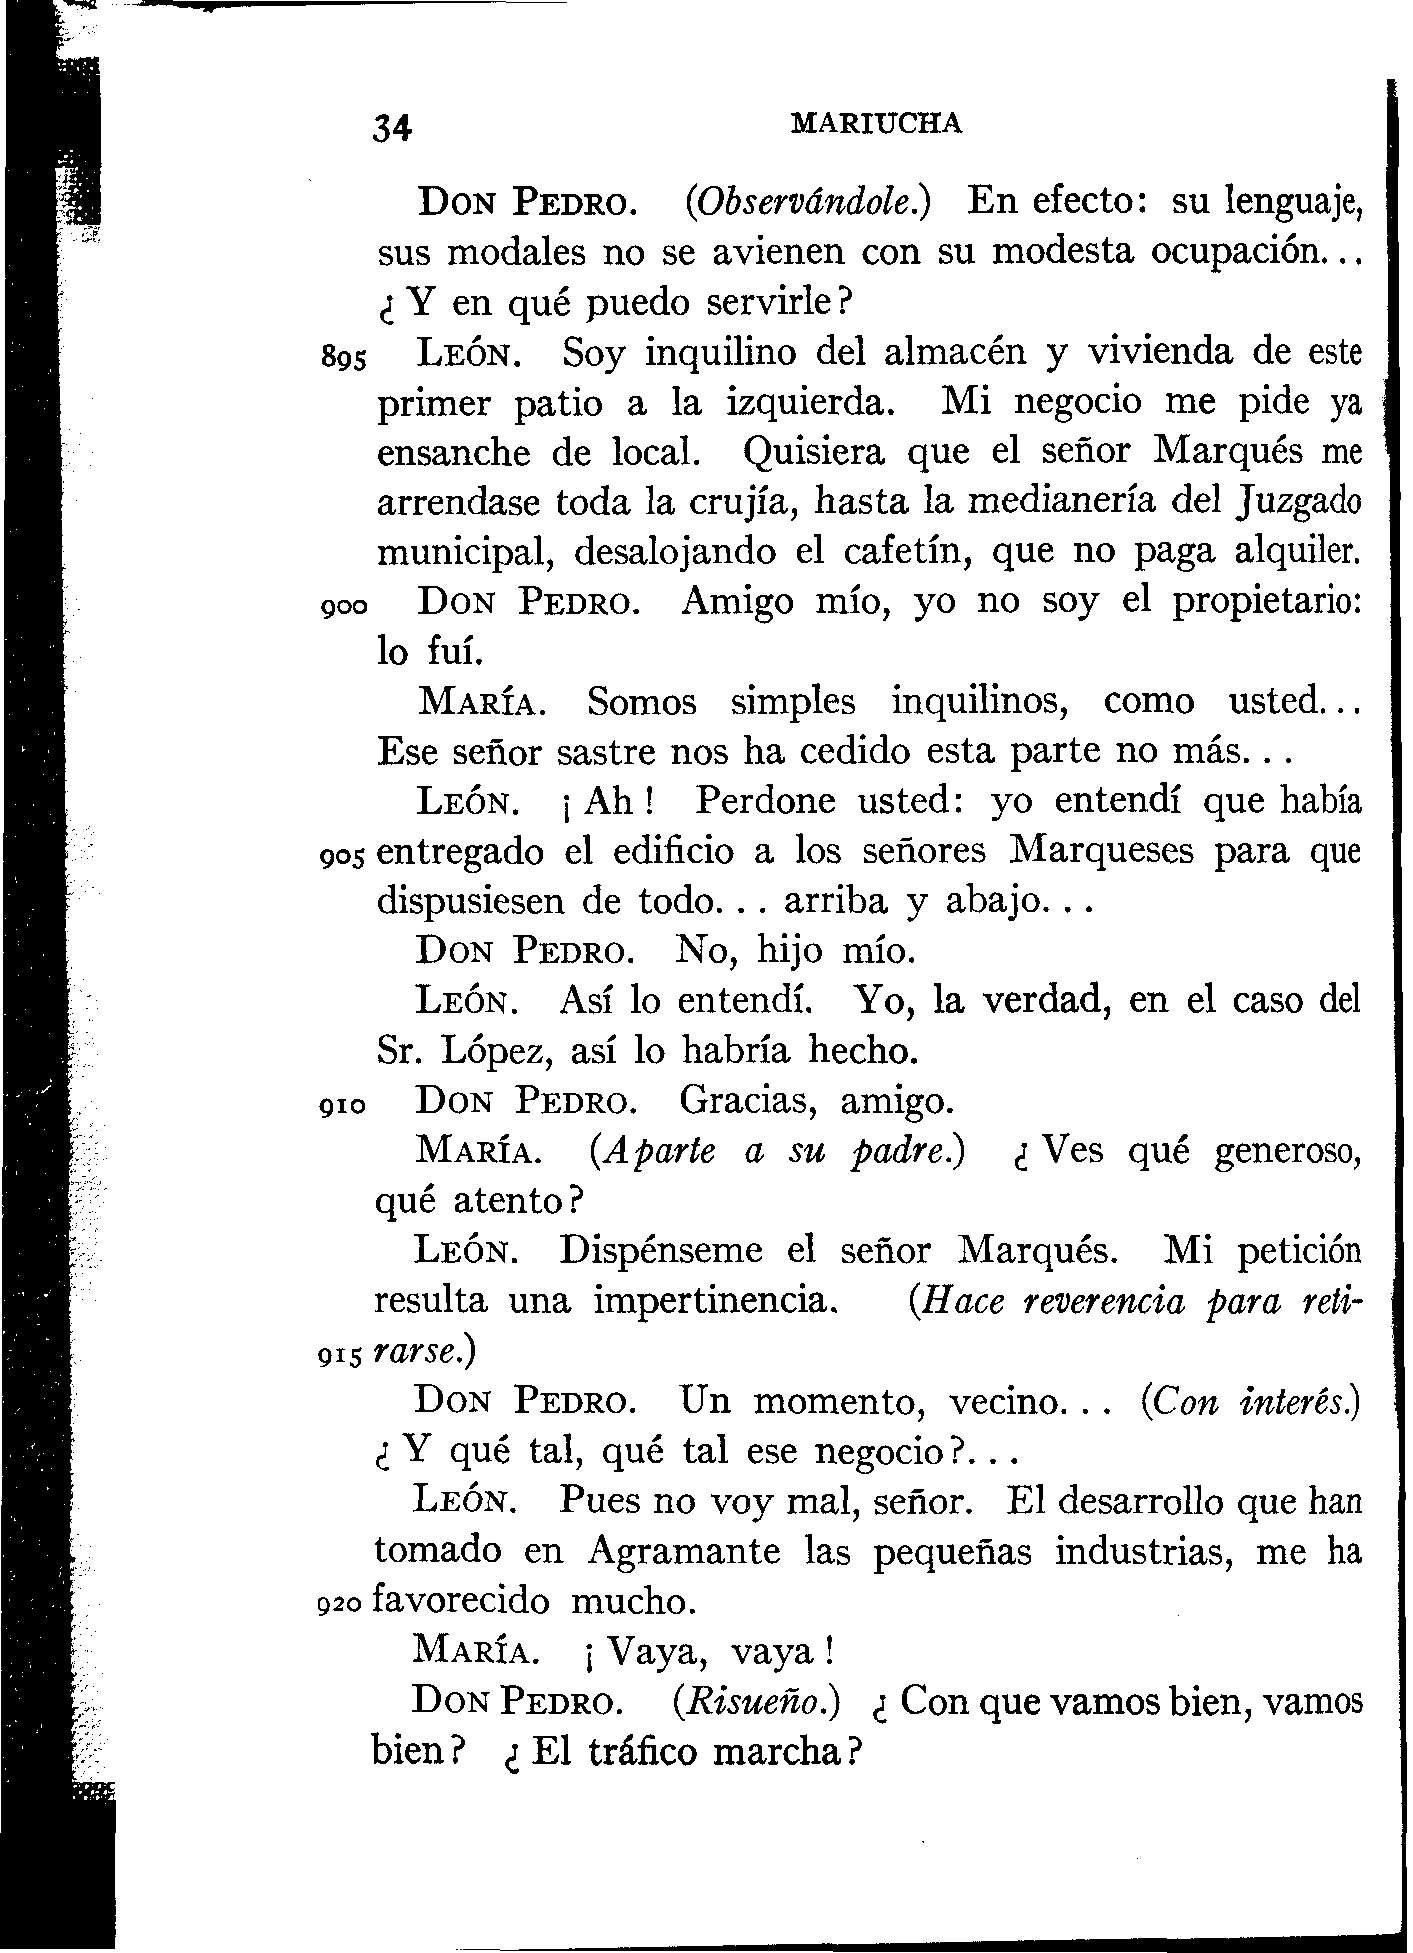 34 MARIUCHA
DON PEDRO. (Observándole.) En efecto: su lenguaje,
sus modales no se avienen con su modesta ocupación...
¿ Y en qué puedo servirle?
895 LEÓN. Soy inquilino del almacén y vivienda de este
primer patio a la izquierda. Mi negocio me pide ya
ensanche de local. Quisiera que el señor Marqués me
arrendase toda la crujía, hasta la medianería del Juzgado
municipal, desalojando el cafetín, que no paga alquiler.
900 DON PEDRO. Amigo mío, yo no soy el propietario:
lo fuí.
MARÍA. Somos simples inquilinos, como usted...
Ese señor sastre nos ha cedido esta parte no más...
LEÓN. ¡ Ah ! Perdone usted: yo entendí que había
905 entregado el edificio a los señores Marqueses para que
dispusiesen de todo... arriba y abajo...
DON PEDRO. No, hijo mío.
LEÓN. Así lo entendí. Yo, la verdad, en el caso del
Sr. López, así lo habría hecho.
910 DON PEDRO. Gracias, amigo.
MARÍA. (Aparte a su padre.) ¿ Ves qué generoso,
qué atento?
LEÓN. Dispénseme el señor Marqués. Mi petición
resulta una impertinencia. (Hace reverencia para reti-
915 rarse.)
DON PEDRO. Un momento, vecino... (Con interés.)
¿ Y qué tal, qué tal ese negocio?...
LEÓN. Pues no voy mal, señor. El desarrollo que han
tomado en Agramante las pequeñas industrias, me ha
920 favorecido mucho.
MARÍA. ¡ Vaya, vaya !
DON PEDRO. (Risueño.) ¿ Con que vamos bien, vamos
bien? ¿ El tráfico marcha?